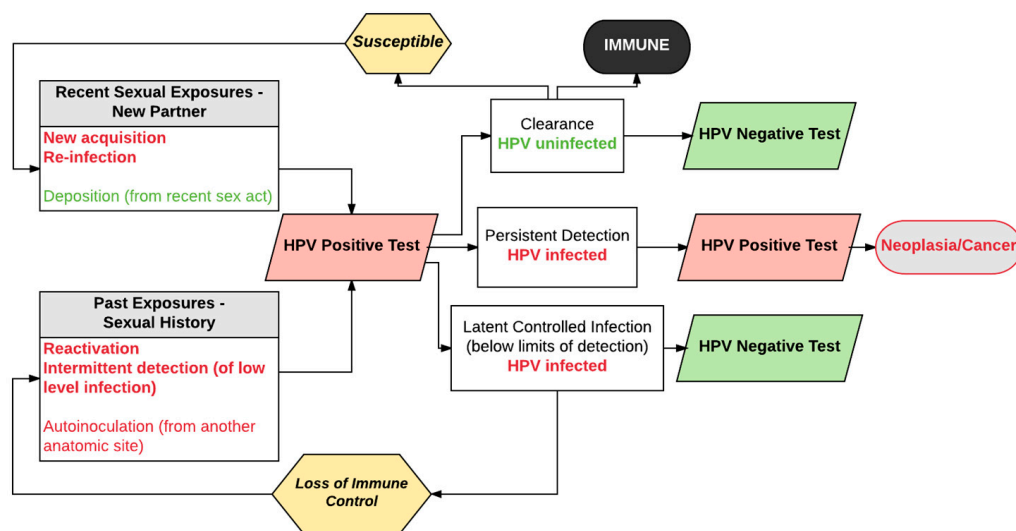 Susceptible
IMMUNE
Recent Sexual Exposures -
New Partner
New acquisition
Re-infection
Deposition (from recent sex act)
Clearance
HPV uninfected
HPV Negative Test
HPV Positive Test
Persistent Detection
HPV infected
HPV Positive Test
Neoplasia/Cancer
Past Exposures -
Sexual History
Reactivation
Intermittent detection (of low
level infection)
Autoinoculation (from another
anatomic site)
Latent Controlled Infection
(below limits of detection)
HPV infected
HPV Negative Test
Loss of Immune
Control